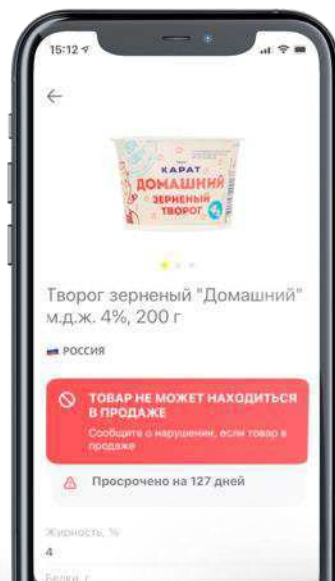 15:12
КАРАТ
ДОМАШНИЙ
ЗЕРНЕНЫЙ
ТВОРОГ
Творог зерненый "Домашний"
м.д.ж. 4%, 200 г
РОССИЯ
ТОВАР НЕ МОЖЕТ НАХОДИТЬСЯ
В ПРОДАЖЕ
Сообщите о нарушении, если товар в
продаже
Просрочено на 127 дней
Жирность, %
4
Белки, г